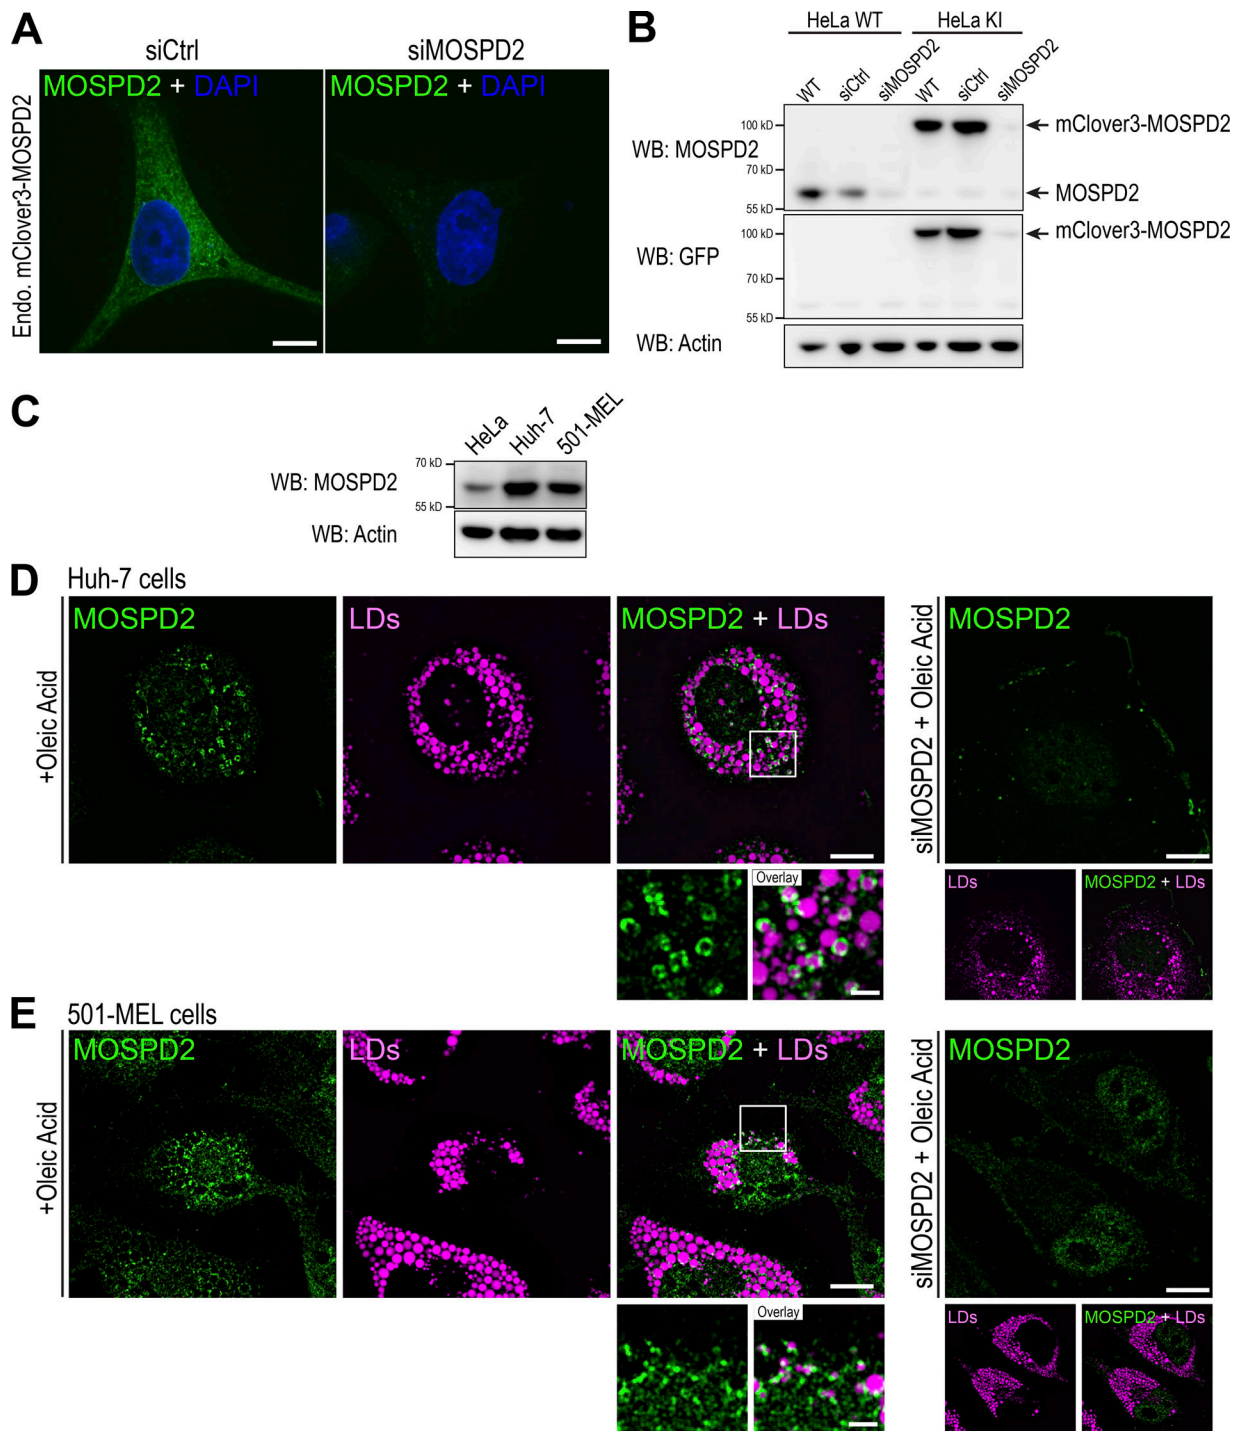 A
siCtrl
siMOSPD2
Endo. mClover3-MOSPD2
MOSPD2 + DAPI
MOSPD2 + DAPI
B
HeLa WT
HeLa KI
WT
siCtrl
siMOSPD2
WT
siCtrl
siMOSPD2
WB: MOSPD2
100 kD
70 kD
55 kD
mClover3-MOSPD2
MOSPD2
WB: GFP
100 kD
70 kD
55 kD
mClover3-MOSPD2
WB: Actin
C
HeLa
Huh-7
501-MEL
WB: MOSPD2
70 kD
55 kD
WB: Actin
D
Huh-7 cells
+Oleic Acid
MOSPD2
LDs
MOSPD2 + LDs
Overlay
siMOSPD2 + Oleic Acid
MOSPD2
LDs
MOSPD2 + LDs
E
501-MEL cells
+Oleic Acid
MOSPD2
LDs
MOSPD2 + LDs
Overlay
siMOSPD2 + Oleic Acid
MOSPD2
LDs
MOSPD2 + LDs